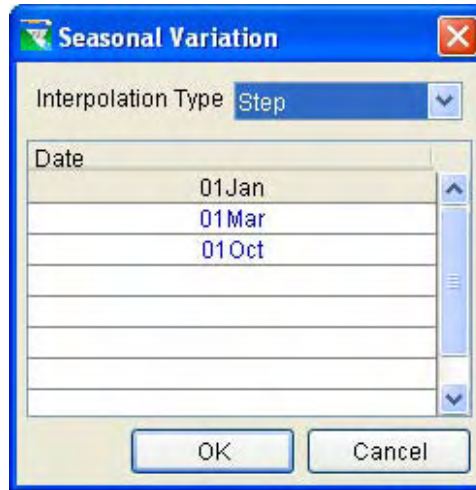 Seasonal Variation
Interpolation Type Step
Date
01Jan
01Mar
01Oct
OK Cancel